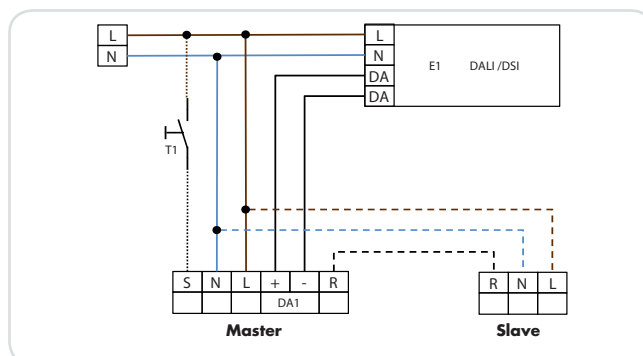 L
N
L
N
DA
DA
E1 DALI /DSI
T1
S N L + - R
DA1
Master
R N L
Slave